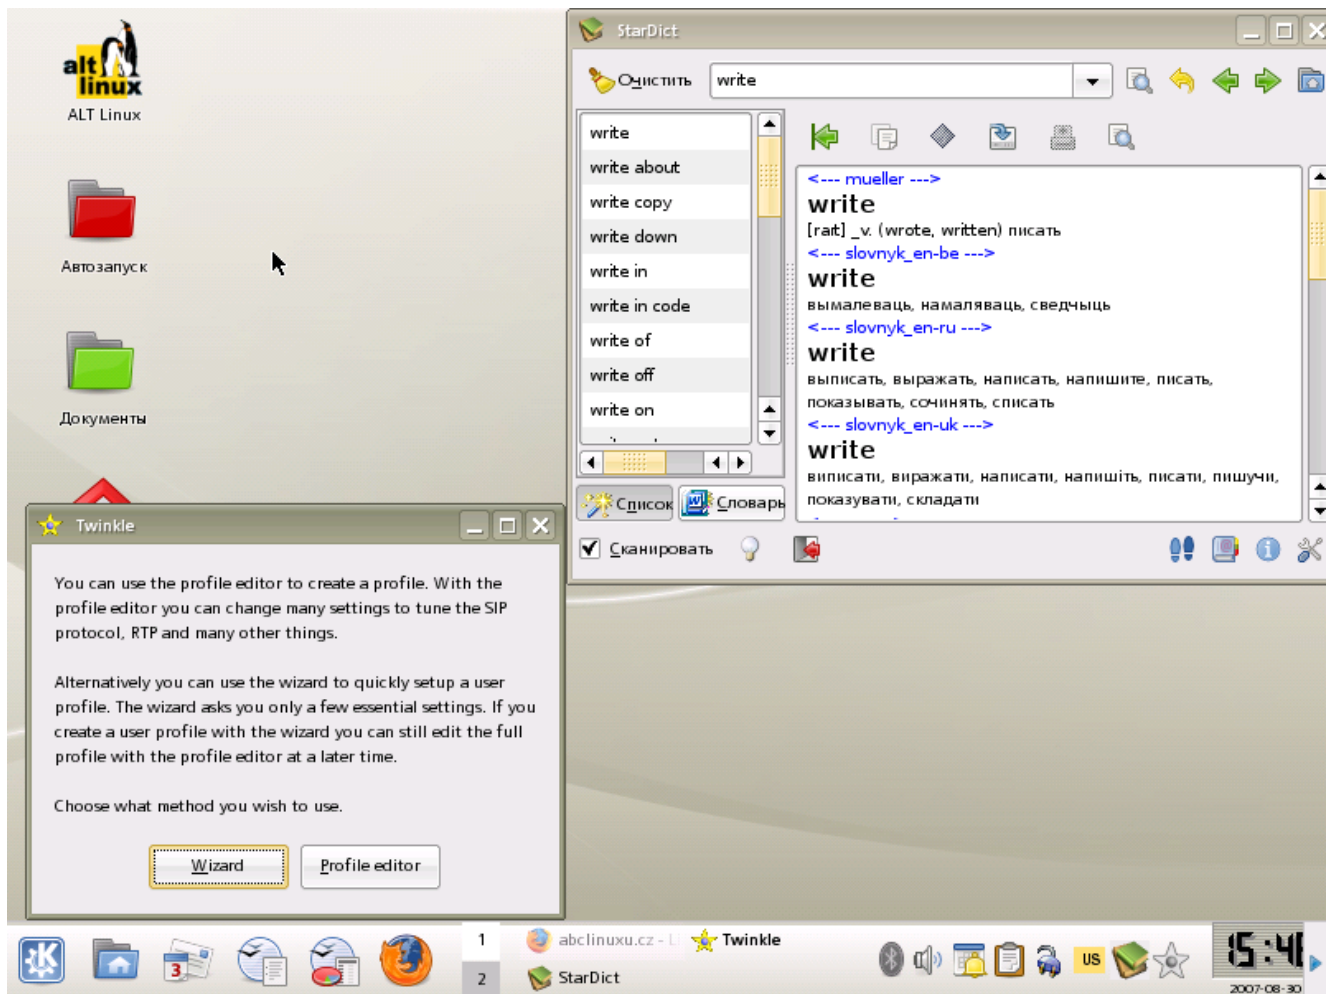 alt
linux
ALT Linux
Автозапуск
Документы
StarDict
Очистить
write
write
write about
write copy
write down
write in
write in code
write of
write off
write on
Список
Словарь
Сканировать
<--- mueller --->
write
[rait] _v. (wrote, written) писать
<--- slovnyk_en-be --->
write
вымалеваць, намаляваць, сведчыць
<--- slovnyk_en-ru --->
write
выписать, выражать, написать, напишите, писать,
показывать, сочинять, списать
<--- slovnyk_en-uk --->
write
виписати, виражати, написати, напишіть, писати, пишучи,
показувати, складати
Twinkle
You can use the profile editor to create a profile. With the
profile editor you can change many settings to tune the SIP
protocol, RTP and many other things.
Alternatively you can use the wizard to quickly setup a user
profile. The wizard asks you only a few essential settings. If you
create a user profile with the wizard you can still edit the full
profile with the profile editor at a later time.
Choose what method you wish to use.
Wizard
Profile editor
3
1
2
abclinuxu.cz - L
Twinkle
StarDict
US
2007-08-30